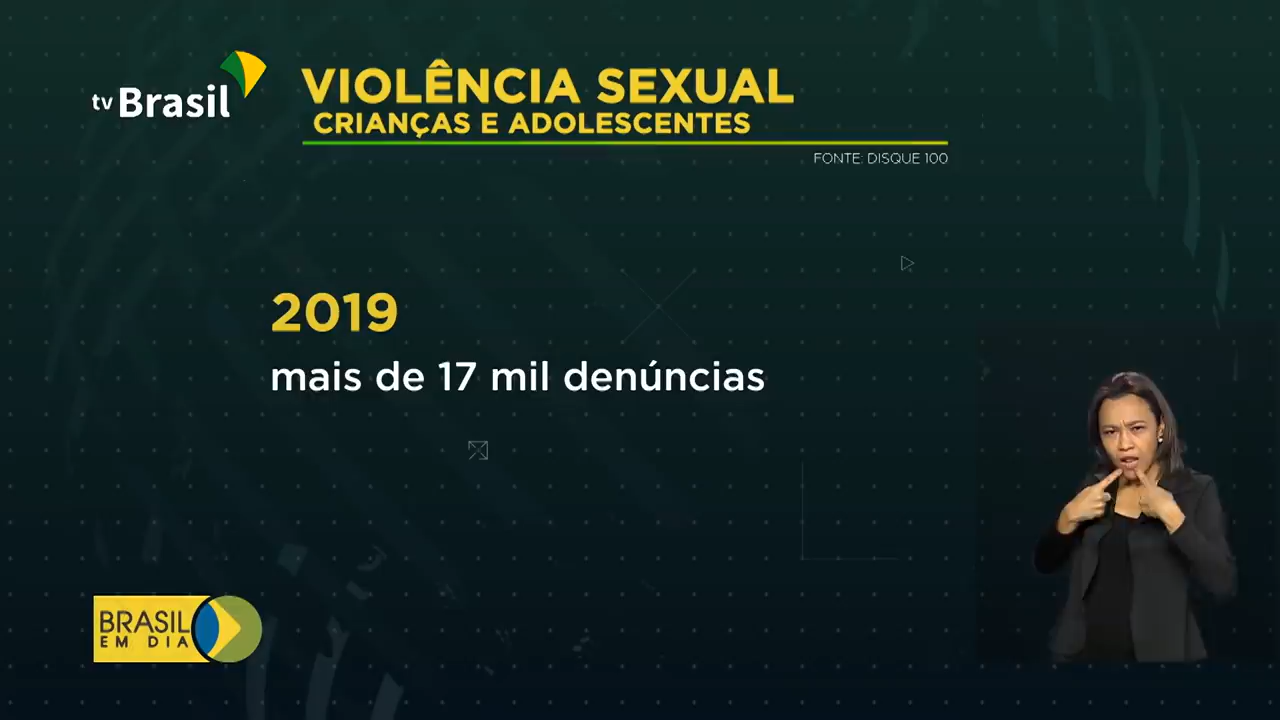 tv Brasil
VIOLÊNCIA SEXUAL
CRIANÇAS E ADOLESCENTES
FONTE: DISQUE 100
2019
mais de 17 mil denúncias
BRASIL
EM DIA